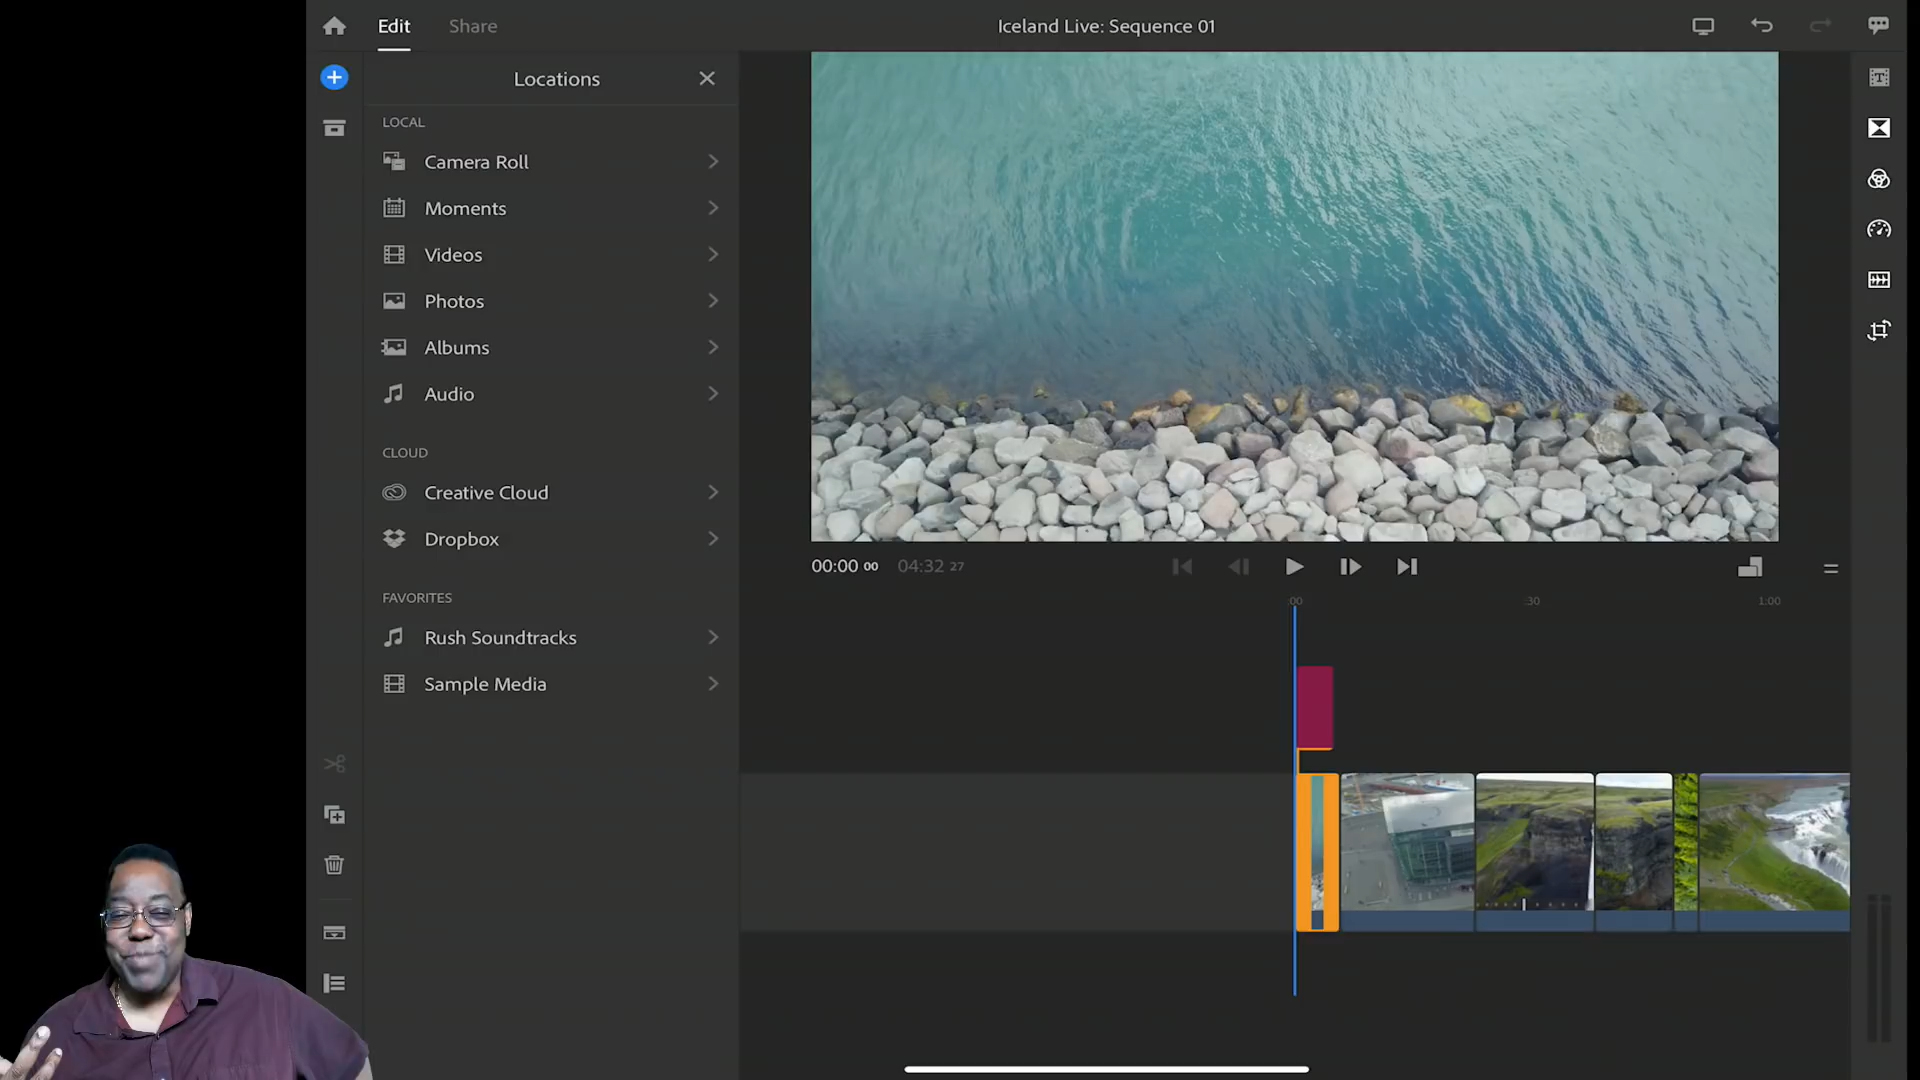 Edit
Share
Iceland Live: Sequence 01
Locations
LOCAL
Camera Roll
Moments
Videos
Photos
Albums
Audio
CLOUD
Creative Cloud
Dropbox
FAVORITES
Rush Soundtracks
Sample Media
00:00 00
04:32 27
:00
:30
1:00